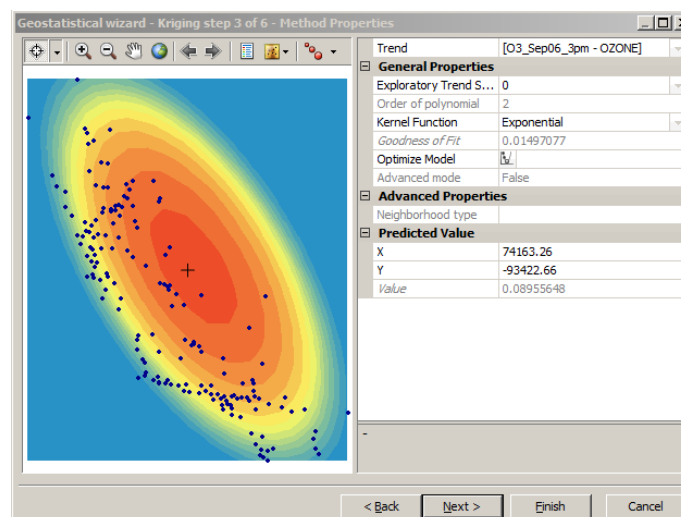 Geostatistical wizard - Kriging step 3 of 6 - Method Properties
Trend [O3_Sep06_3pm - OZONE]
General Properties
Exploratory Trend S... 0
Order of polynomial 2
Kernel Function Exponential
Goodness of Fit 0.01497077
Optimize Model
Advanced mode False
Advanced Properties
Neighborhood type
Predicted Value
X 74163.26
Y -93422.66
Value 0.08955648
-
< Back Next > Finish Cancel